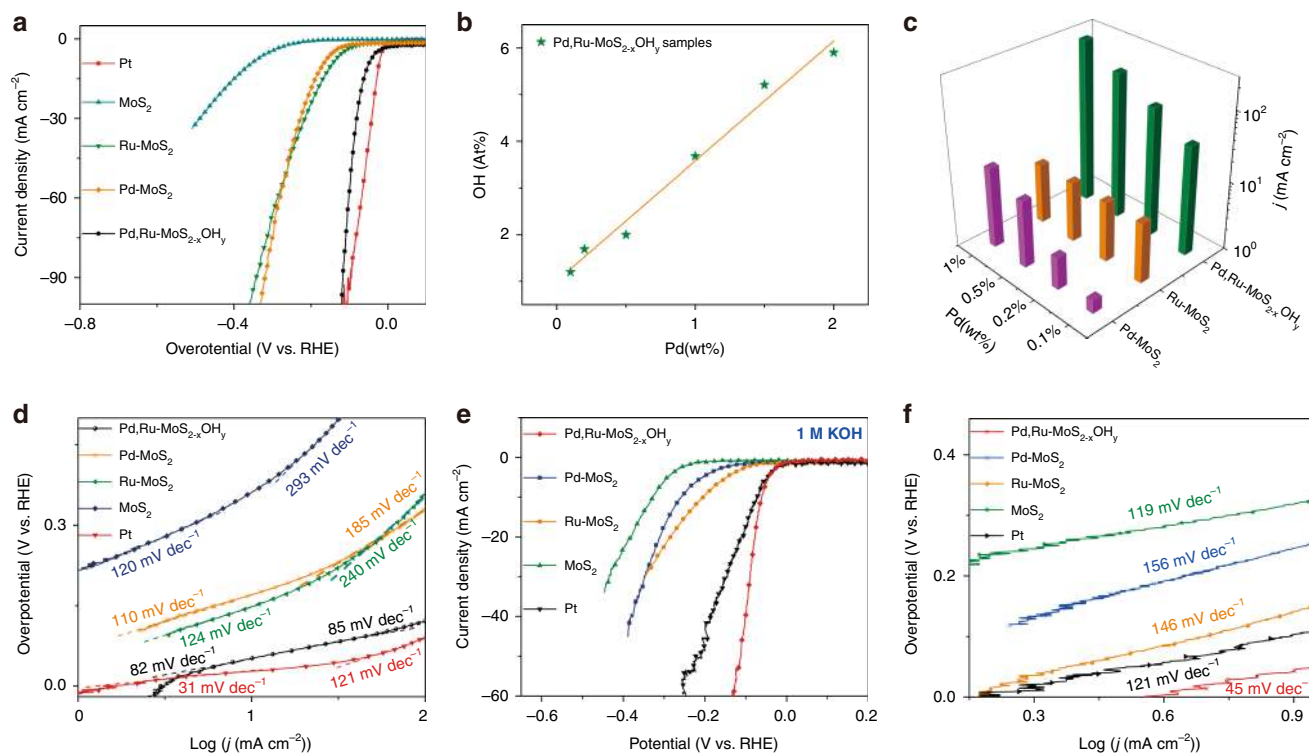 a
0
−30
−60
−90
−0.8
−0.4
0.0
Current density (mA cm⁻²)
Overotential (V vs. RHE)
Pt
MoS₂
Ru-MoS₂
Pd-MoS₂
Pd,Ru-MoS₂₋ₓOHᵧ
b
6
4
2
0
1
2
OH (At%)
Pd(wt%)
Pd,Ru-MoS₂₋ₓOHᵧ samples
c
10²
10¹
10⁰
j (mA cm⁻²)
1%
0.5%
0.2%
0.1%
Pd(wt%)
Pd-MoS₂
Ru-MoS₂
Pd,Ru-MoS₂₋ₓOHᵧ
d
0.3
0.0
0
1
2
Overpotential (V vs. RHE)
Log (j (mA cm⁻²))
Pd,Ru-MoS₂₋ₓOHᵧ
Pd-MoS₂
Ru-MoS₂
MoS₂
Pt
293 mV dec⁻¹
120 mV dec⁻¹
185 mV dec⁻¹
240 mV dec⁻¹
110 mV dec⁻¹
124 mV dec⁻¹
85 mV dec⁻¹
82 mV dec⁻¹
31 mV dec⁻¹
121 mV dec⁻¹
e
0
−20
−40
−60
−0.6
−0.4
−0.2
0.0
0.2
Current density (mA cm⁻²)
Potential (V vs. RHE)
1 M KOH
Pd,Ru-MoS₂₋ₓOHᵧ
Pd-MoS₂
Ru-MoS₂
MoS₂
Pt
f
0.4
0.2
0.0
0.3
0.6
0.9
Overpotential (V vs. RHE)
Log (j (mA cm⁻²))
Pd,Ru-MoS₂₋ₓOHᵧ
Pd-MoS₂
Ru-MoS₂
MoS₂
Pt
119 mV dec⁻¹
156 mV dec⁻¹
146 mV dec⁻¹
121 mV dec⁻¹
45 mV dec⁻